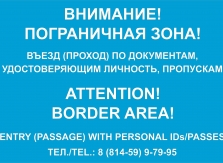 ВНИМАНИЕ!
ПОГРАНИЧНАЯ ЗОНА!
ВЪЕЗД (ПРОХОД) ПО ДОКУМЕНТАМ,
УДОСТОВЕРЯЮЩИМ ЛИЧНОСТЬ, ПРОПУСКАМ
ATTENTION!
BORDER AREA!
ENTRY (PASSAGE) WITH PERSONAL IDs/PASSES
ТЕЛ./TEL.: 8 (814-59) 9-79-95